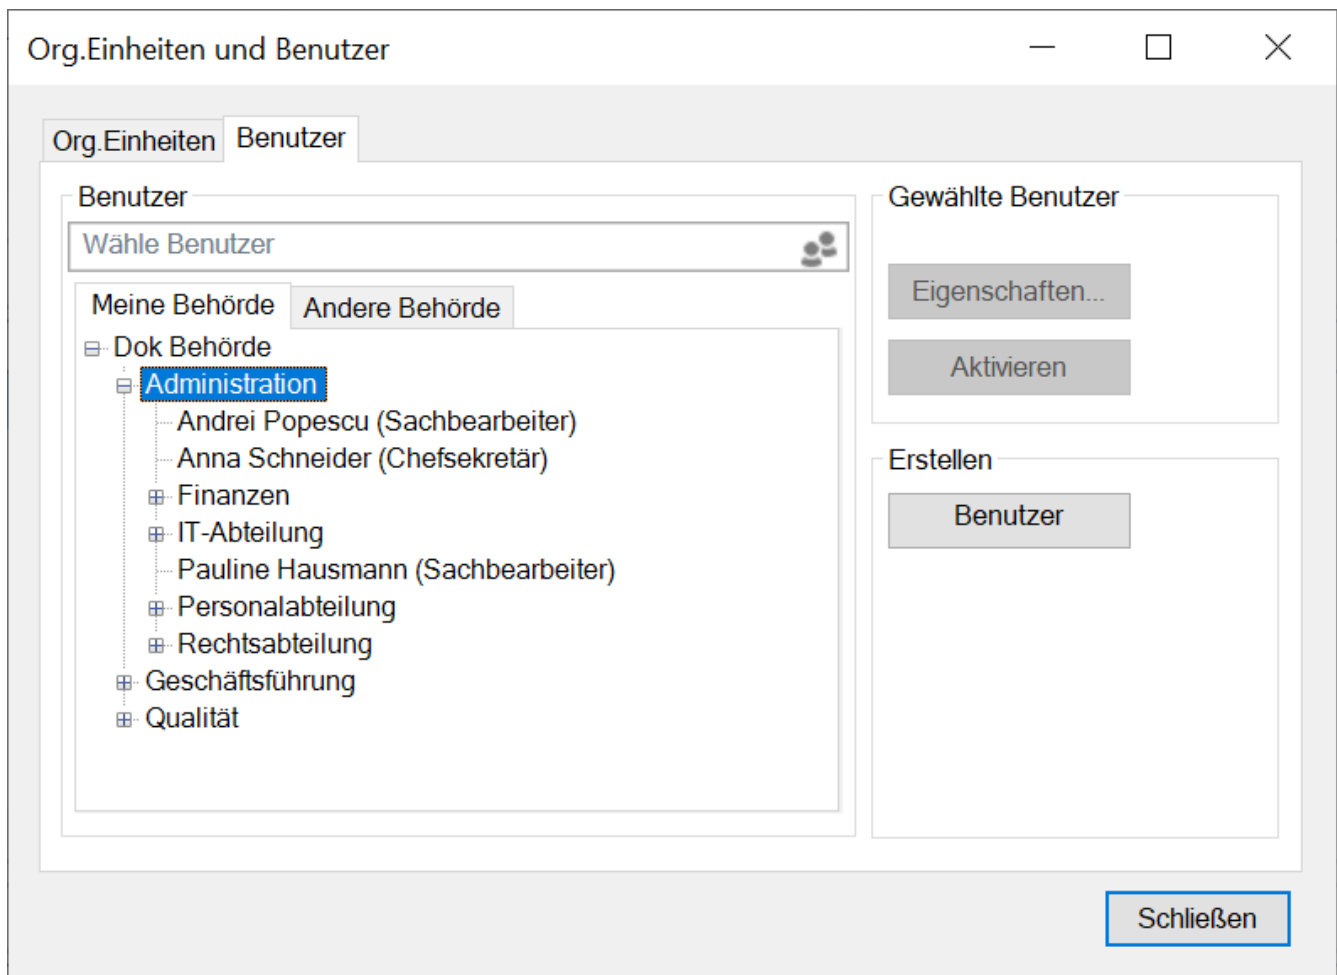 Org.Einheiten und Benutzer
Org.Einheiten Benutzer
Benutzer
Wähle Benutzer
Meine Behörde Andere Behörde
Dok Behörde
Administration
Andrei Popescu (Sachbearbeiter)
Anna Schneider (Chefsekretär)
Finanzen
IT-Abteilung
Pauline Hausmann (Sachbearbeiter)
Personalabteilung
Rechtsabteilung
Geschäftsführung
Qualität
Gewählte Benutzer
Eigenschaften...
Aktivieren
Erstellen
Benutzer
Schließen